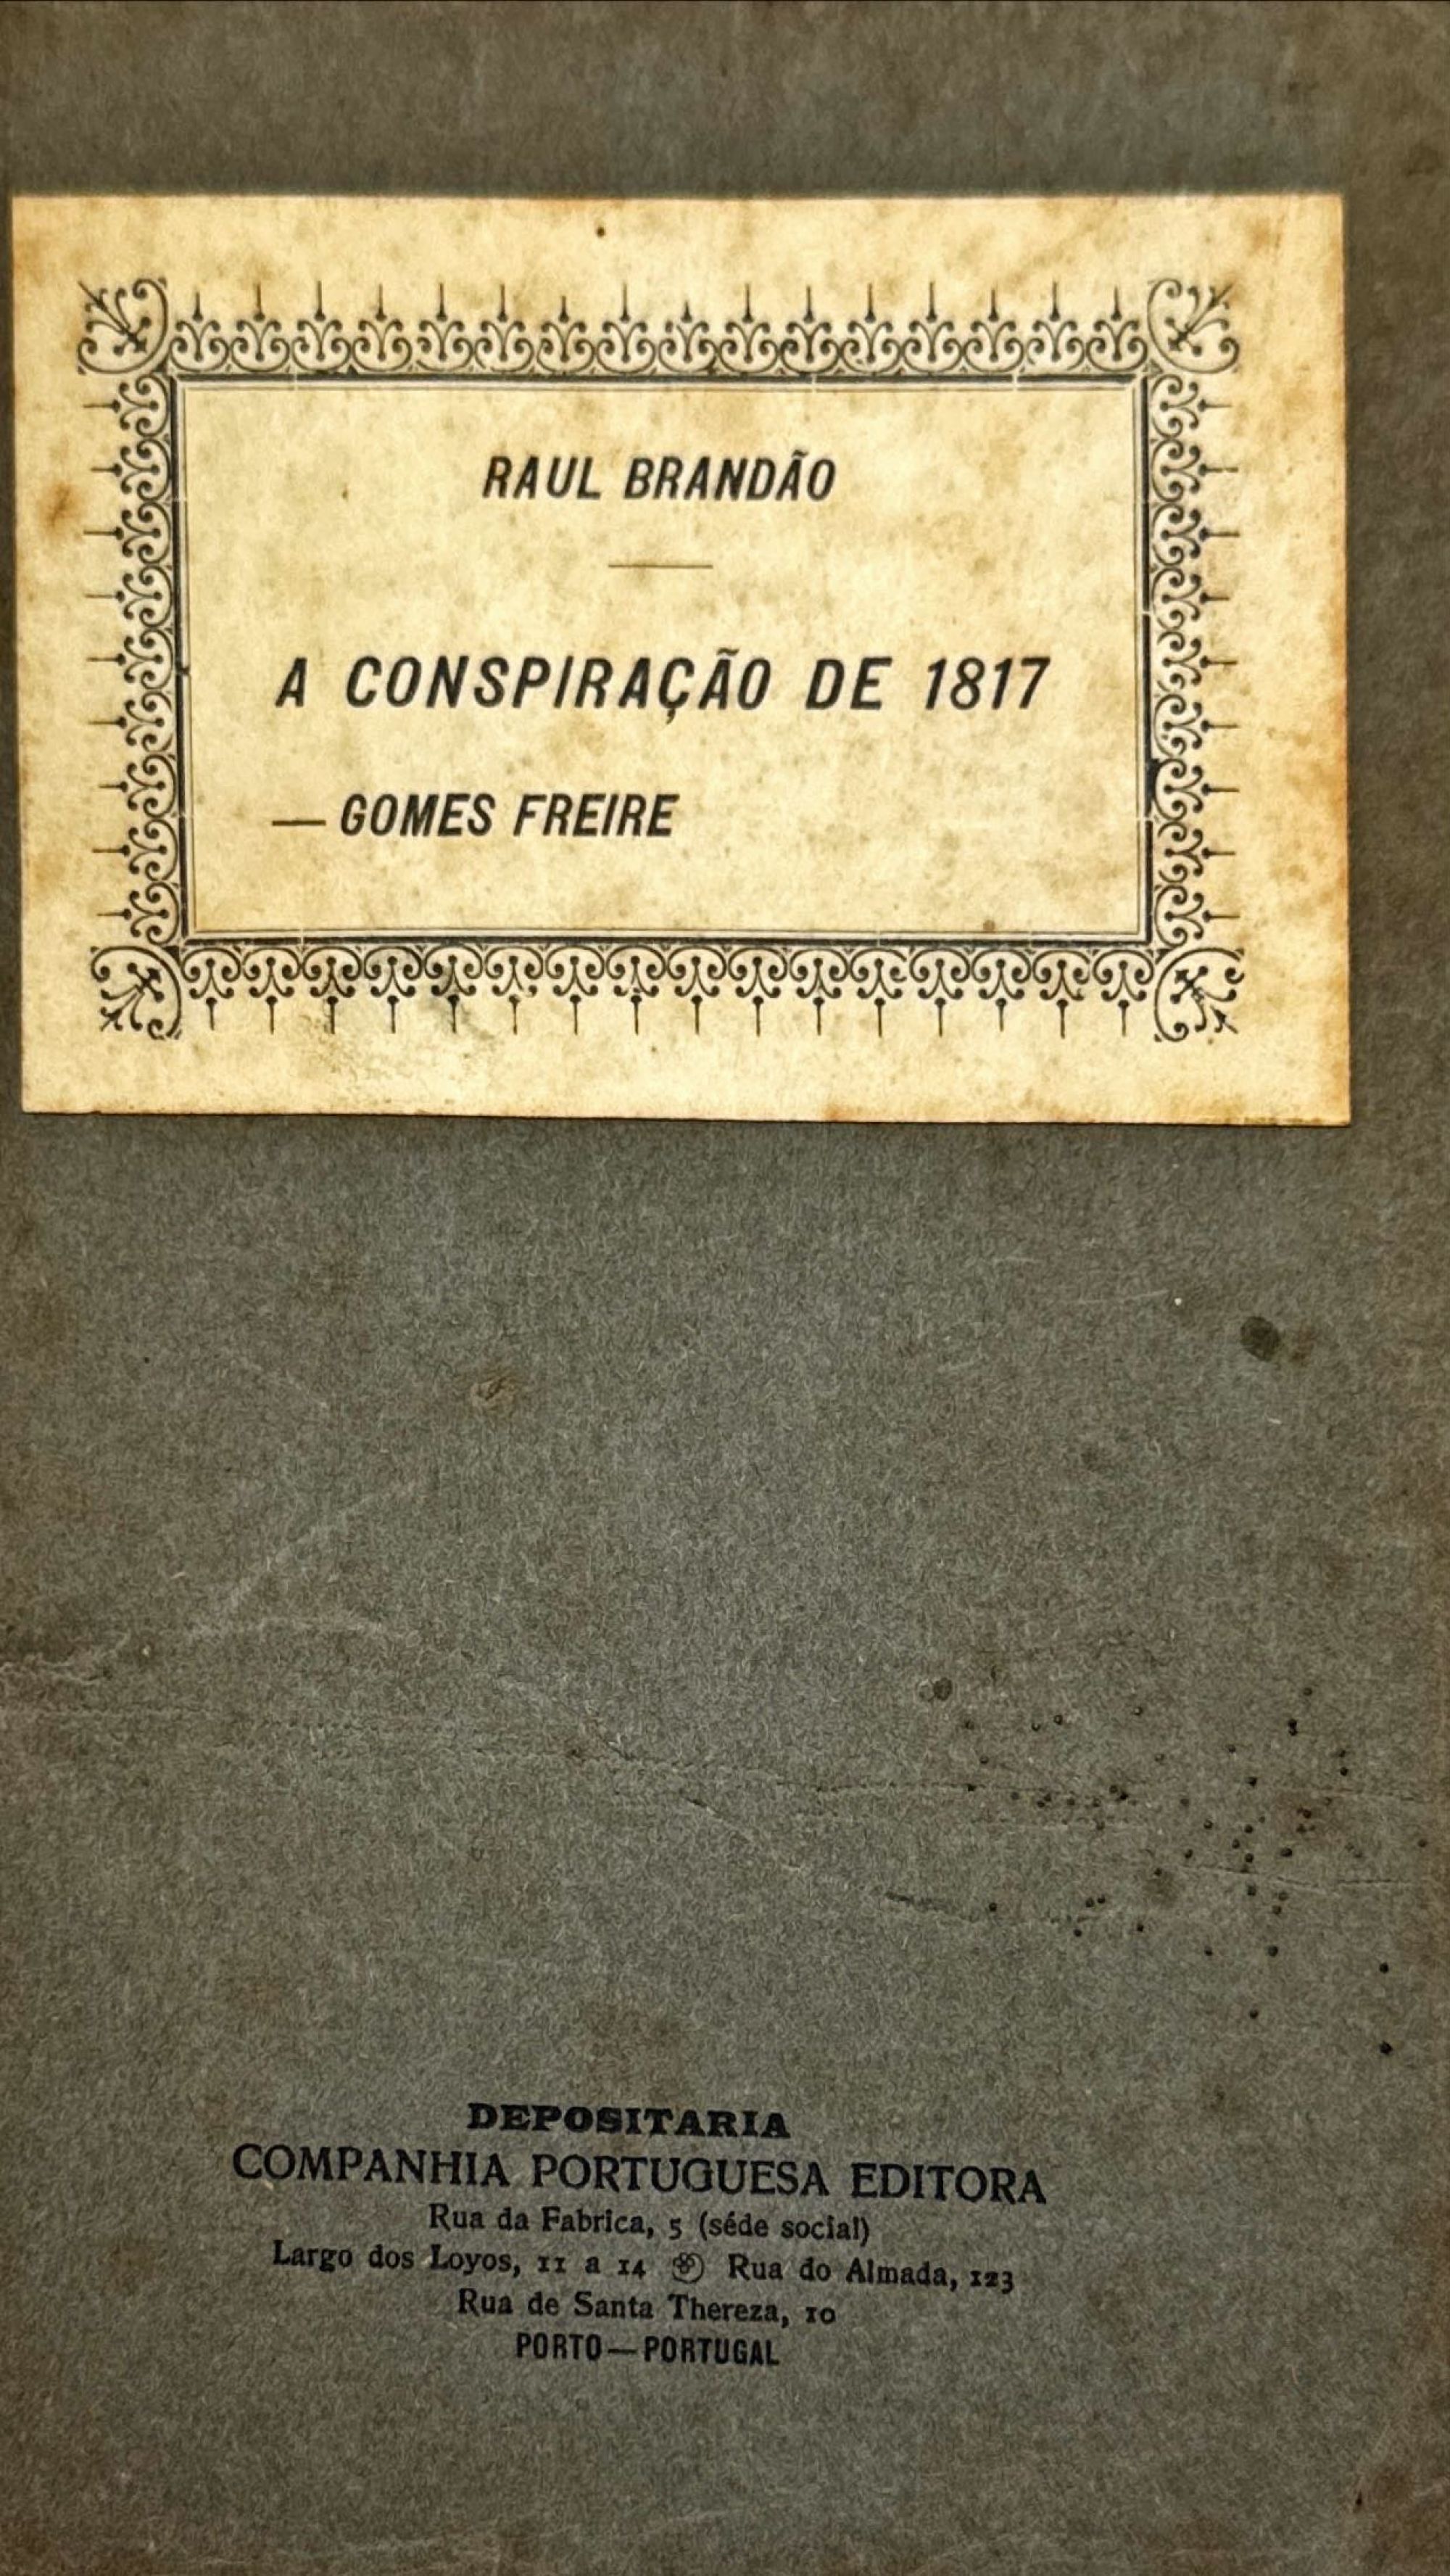 RAUL BRANDÃO
A CONSPIRAÇÃO DE 1817
— GOMES FREIRE
DEPOSITARIA
COMPANHIA PORTUGUESA EDITORA
Rua da Fabrica, 5 (séde social)
Largo dos Loyos, 11 a 14 Rua do Almada, 123
Rua de Santa Thereza, 10
PORTO—PORTUGAL